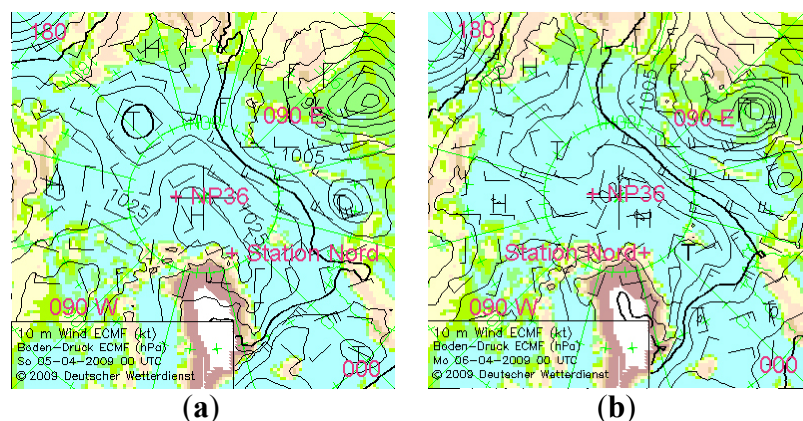 180
H
F
F
T
090 E
1005
1025
+ NP36
H
1025
T
H
+ Station Nord
090 W
000
10 m Wind ECMF (kt)
Boden-Druck ECMF (hPa)
So 05-04-2009 00 UTC
© 2009 Deutscher Wetterdienst
(a)
180
H
F
F
1005
T
090 E
+ NP36
H
H
Station Nord+
T
090 W
000
10 m Wind ECMF (kt)
Boden-Druck ECMF (hPa)
Mo 06-04-2009 00 UTC
© 2009 Deutscher Wetterdienst
(b)